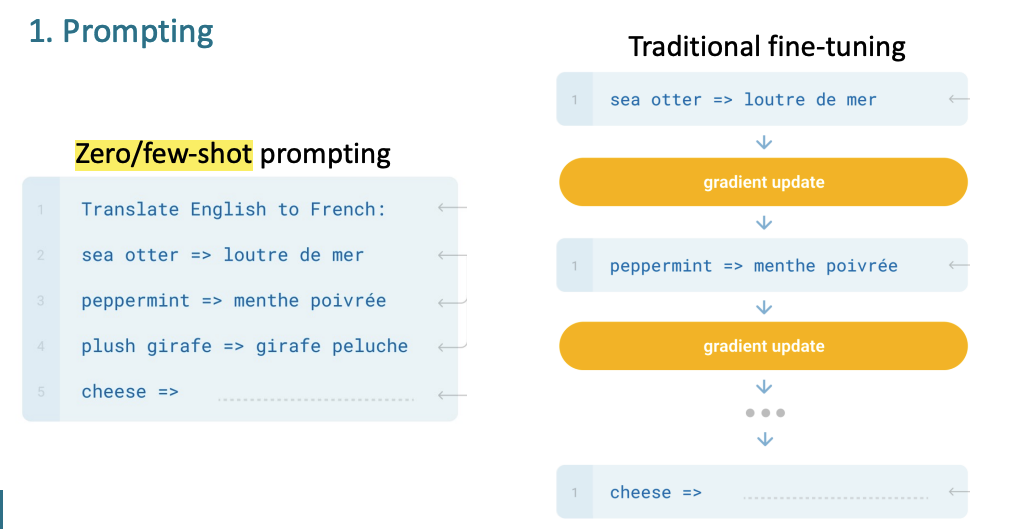 1. Prompting
Zero/few-shot prompting
1 Translate English to French:
2 sea otter => loutre de mer
3 peppermint => menthe poivrée
4 plush girafe => girafe peluche
5 cheese =>
Traditional fine-tuning
1 sea otter => loutre de mer
gradient update
1 peppermint => menthe poivrée
gradient update
1 cheese =>